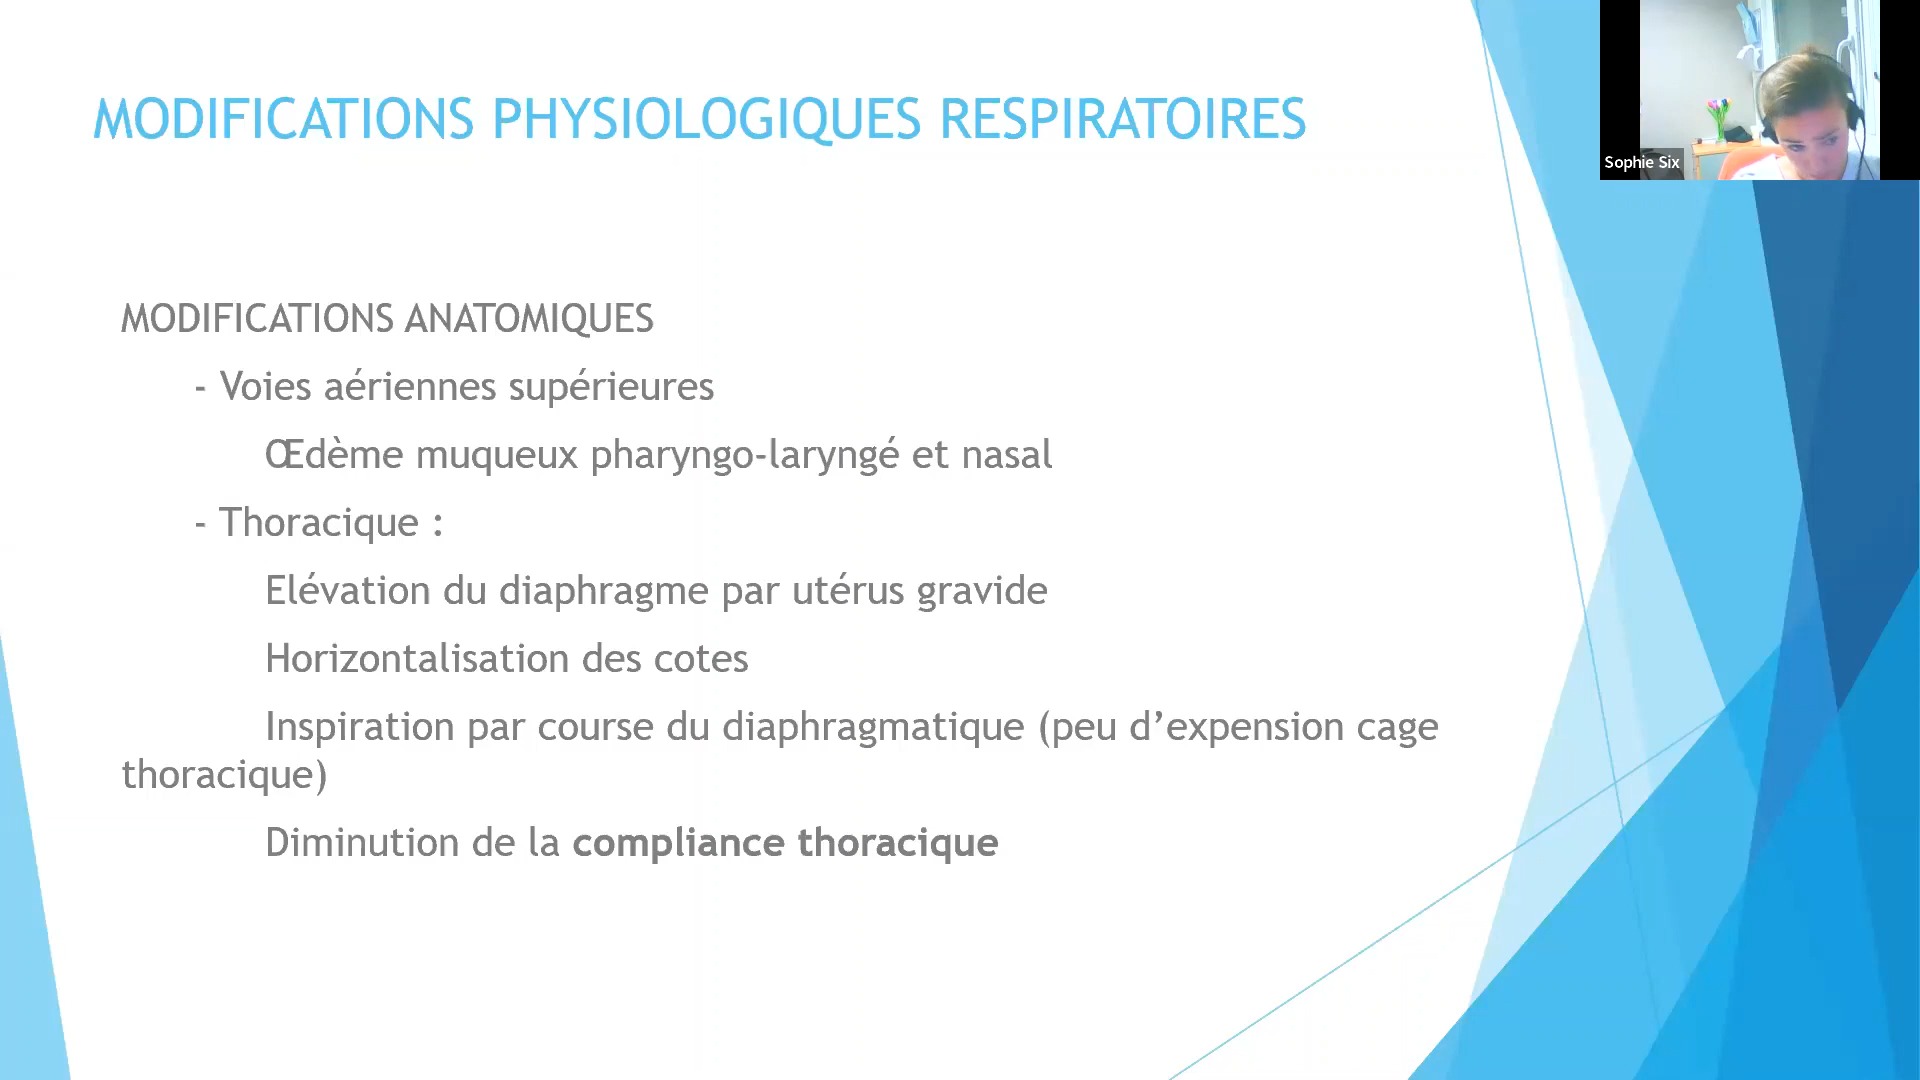 MODIFICATIONS PHYSIOLOGIQUES RESPIRATOIRES
Sophie Six
MODIFICATIONS ANATOMIQUES
- Voies aériennes supérieures
Œdème muqueux pharyngo-laryngé et nasal
- Thoracique :
Elévation du diaphragme par utérus gravide
Horizontalisation des cotes
Inspiration par course du diaphragmatique (peu d’expension cage
thoracique)
Diminution de la compliance thoracique